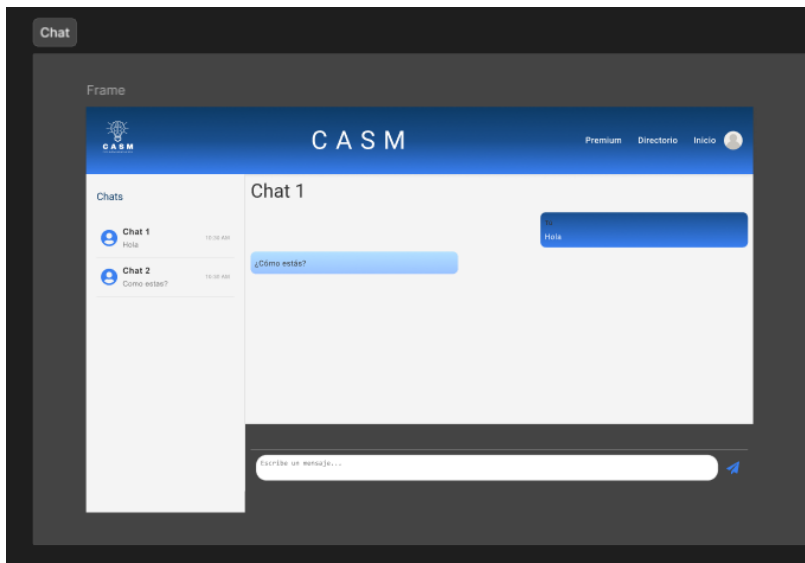 Chat
Frame
CASM
CASM
Premium Directorio Inicio
Chats
Chat 1
Hola
10:30 AM
Chat 2
Como estas?
10:30 AM
Chat 1
Tú
Hola
¿Cómo estás?
Escribe un mensaje...